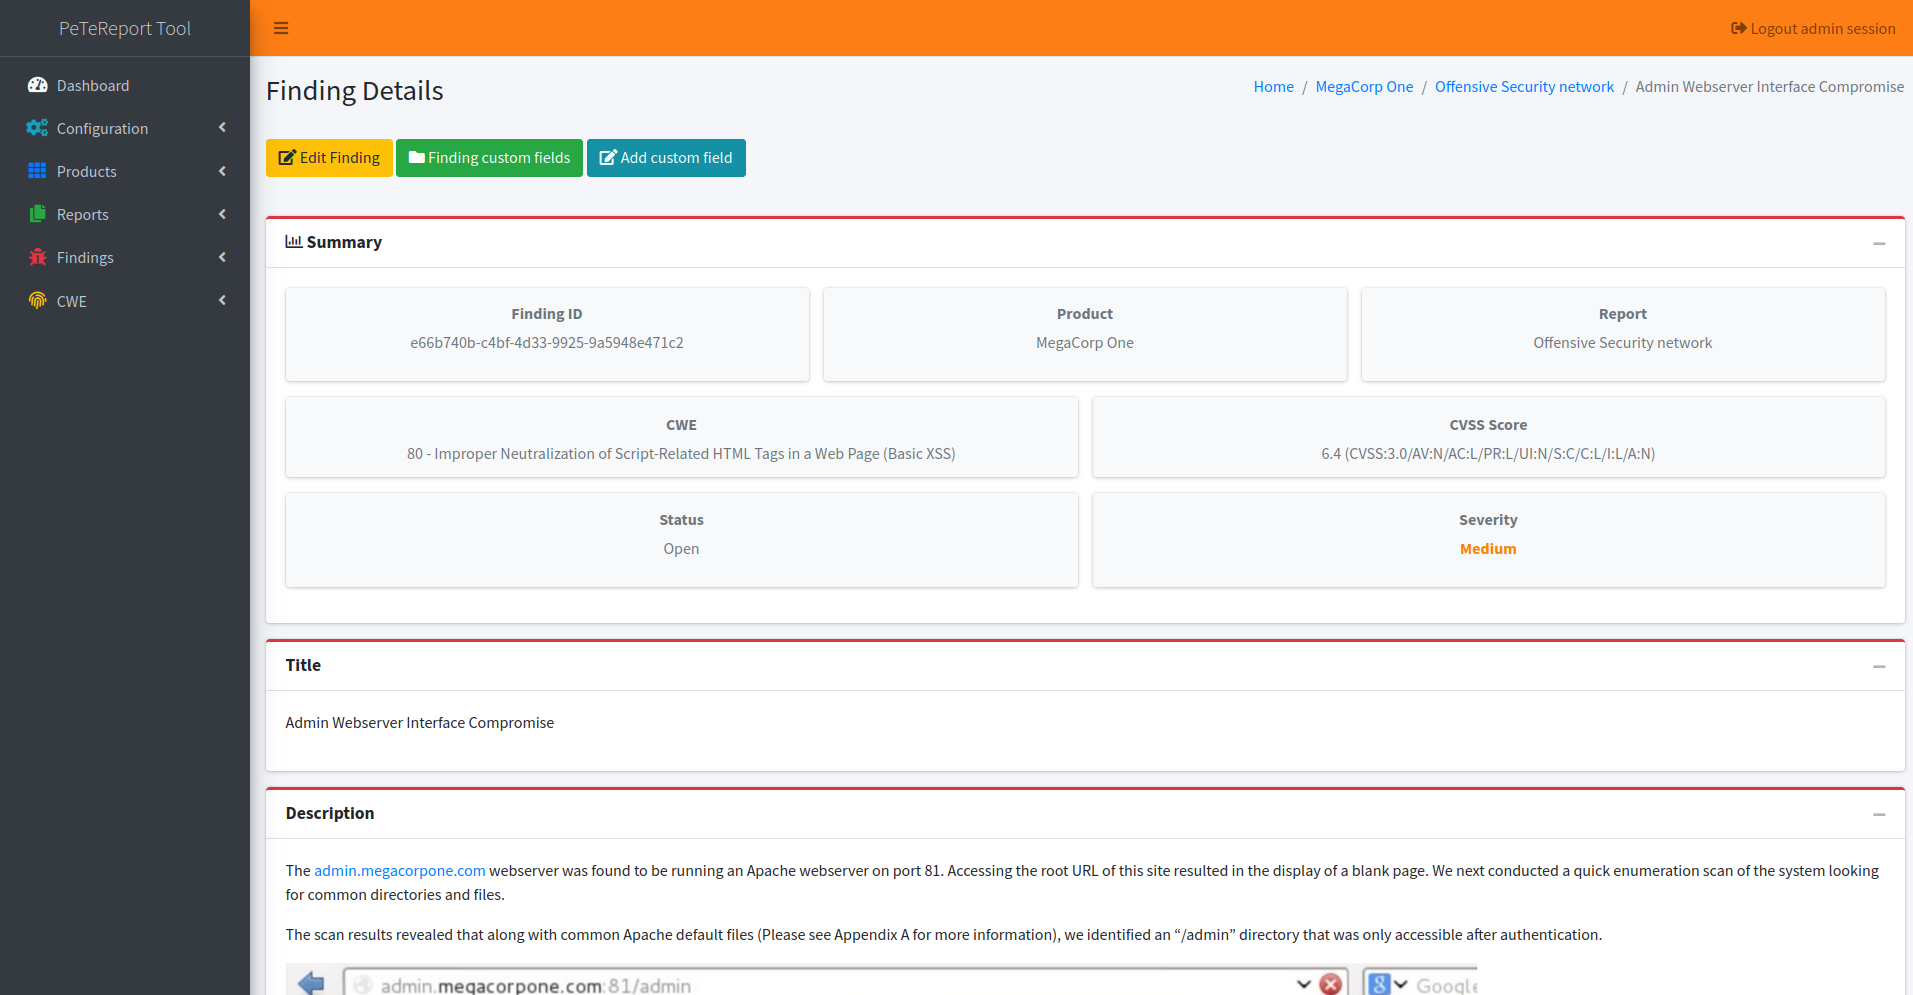 PeTeReport Tool
Logout admin session
Dashboard
Configuration
Products
Reports
Findings
CWE
Finding Details
Home / MegaCorp One / Offensive Security network / Admin Webserver Interface Compromise
Edit Finding
Finding custom fields
Add custom field
Summary
Finding ID
e66b740b-c4bf-4d33-9925-9a5948e471c2
Product
MegaCorp One
Report
Offensive Security network
CWE
80 - Improper Neutralization of Script-Related HTML Tags in a Web Page (Basic XSS)
CVSS Score
6.4 (CVSS:3.0/AV:N/AC:L/PR:L/UI:N/S:C/C:L/I:L/A:N)
Status
Open
Severity
Medium
Title
Admin Webserver Interface Compromise
Description
The admin.megacorpone.com webserver was found to be running an Apache webserver on port 81. Accessing the root URL of this site resulted in the display of a blank page. We next conducted a quick enumeration scan of the system looking
for common directories and files.
The scan results revealed that along with common Apache default files (Please see Appendix A for more information), we identified an “/admin” directory that was only accessible after authentication.
admin.megacorpone.com:81/admin
8 Google